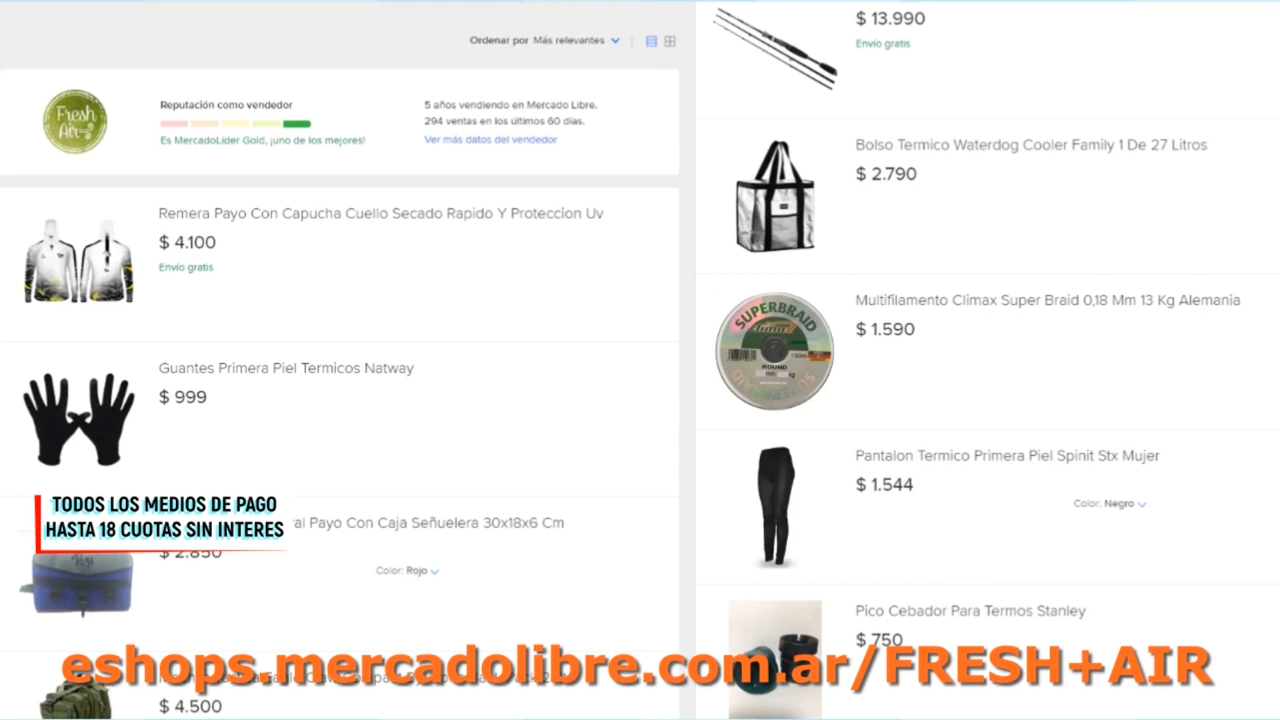 Ordenar por Más relevantes
Fresh
Air
Reputación como vendedor
Es MercadoLíder Gold, ¡uno de los mejores!
5 años vendiendo en Mercado Libre.
294 ventas en los últimos 60 días.
Ver más datos del vendedor
Remera Payo Con Capucha Cuello Secado Rapido Y Proteccion Uv
$ 4.100
Envío gratis
Guantes Primera Piel Termicos Natway
$ 999
TODOS LOS MEDIOS DE PAGO
HASTA 18 CUOTAS SIN INTERES
Payo Con Caja Señuelera 30x18x6 Cm
$ 2.850
Color: Rojo
$ 4.500
$ 13.990
Envío gratis
Bolso Termico Waterdog Cooler Family 1 De 27 Litros
$ 2.790
Multifilamento Climax Super Braid 0,18 Mm 13 Kg Alemania
$ 1.590
SUPERBRAID
climax
ROUND
SUPERBRAID
Pantalon Termico Primera Piel Spinit Stx Mujer
$ 1.544
Color: Negro
Pico Cebador Para Termos Stanley
$ 750
eshops.mercadolibre.com.ar/FRESH+AIR